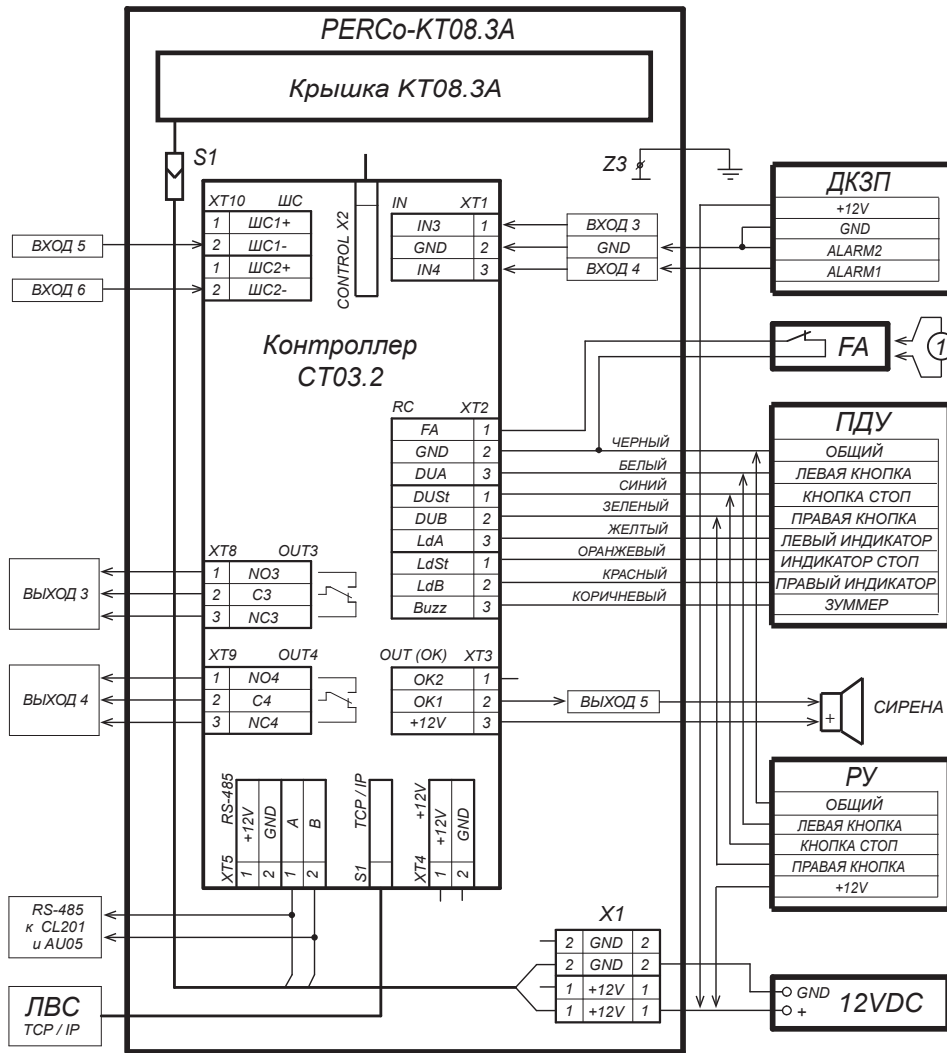 PERCo-KT08.3A
Крышка KT08.3A
S1
Z3
XT10 ШС
1 ШС1+
2 ШС1-
1 ШС2+
2 ШС2-
ВХОД 5
ВХОД 6
CONTROL X2
IN XT1
IN3 1
GND 2
IN4 3
ВХОД 3
GND
ВХОД 4
ДКЗП
+12V
GND
ALARM2
ALARM1
Контроллер
CT03.2
FA
1
RC XT2
FA 1
GND 2
DUA 3
DUSt 1
DUB 2
LdA 3
LdSt 1
LdB 2
Buzz 3
ЧЕРНЫЙ
БЕЛЫЙ
СИНИЙ
ЗЕЛЕНЫЙ
ЖЕЛТЫЙ
ОРАНЖЕВЫЙ
КРАСНЫЙ
КОРИЧНЕВЫЙ
ПДУ
ОБЩИЙ
ЛЕВАЯ КНОПКА
КНОПКА СТОП
ПРАВАЯ КНОПКА
ЛЕВЫЙ ИНДИКАТОР
ИНДИКАТОР СТОП
ПРАВЫЙ ИНДИКАТОР
ЗУММЕР
XT8 OUT3
1 NO3
2 C3
3 NC3
ВЫХОД 3
XT9 OUT4
1 NO4
2 C4
3 NC4
ВЫХОД 4
OUT (OK) XT3
OK2 1
OK1 2
+12V 3
ВЫХОД 5
+
СИРЕНА
РУ
ОБЩИЙ
ЛЕВАЯ КНОПКА
КНОПКА СТОП
ПРАВАЯ КНОПКА
+12V
XT5 RS-485
1 +12V
2 GND
1 A
2 B
S1 TCP / IP
XT4 +12V
1 +12V
2 GND
RS-485
к CL201
и AU05
ЛВС
TCP / IP
X1
2 GND 2
2 GND 2
1 +12V 1
1 +12V 1
GND
+
12VDC